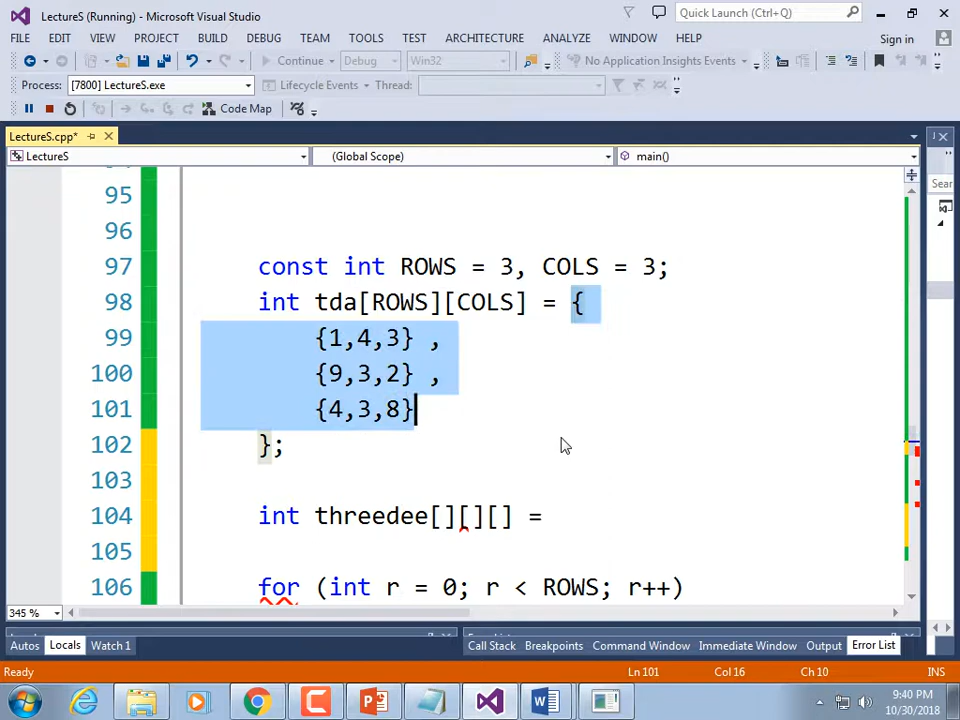 LectureS (Running) - Microsoft Visual Studio
Quick Launch (Ctrl+Q)
FILE EDIT VIEW PROJECT BUILD DEBUG TEAM TOOLS TEST ARCHITECTURE ANALYZE WINDOW HELP Sign in
Continue Debug Win32 No Application Insights Events
Process: [7800] LectureS.exe Lifecycle Events Thread:
Code Map
LectureS.cpp*
LectureS (Global Scope) main()
Sear
95
96
97 const int ROWS = 3, COLS = 3;
98 int tda[ROWS][COLS] = {
99 {1,4,3} ,
100 {9,3,2} ,
101 {4,3,8}
102 };
103
104 int threedee[][][] =
105
106 for (int r = 0; r < ROWS; r++)
345 %
Autos Locals Watch 1 Call Stack Breakpoints Command Window Immediate Window Output Error List
Ready Ln 101 Col 16 Ch 10 INS
9:40 PM
10/30/2018